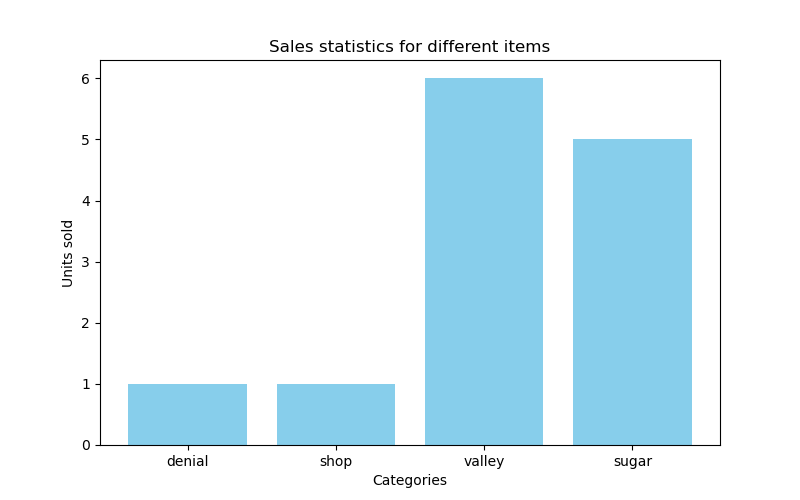 Sales statistics for different items
Units sold
6
5
4
3
2
1
0
denial shop valley sugar
Categories